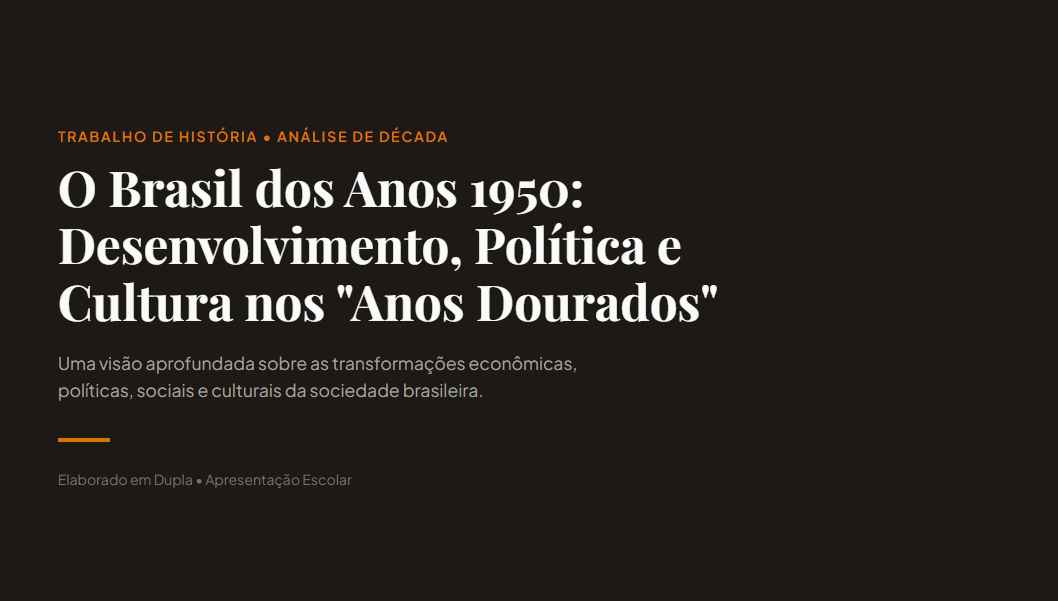 TRABALHO DE HISTÓRIA • ANÁLISE DE DÉCADA
O Brasil dos Anos 1950:
Desenvolvimento, Política e
Cultura nos "Anos Dourados"
Uma visão aprofundada sobre as transformações econômicas,
políticas, sociais e culturais da sociedade brasileira.
Elaborado em Dupla • Apresentação Escolar